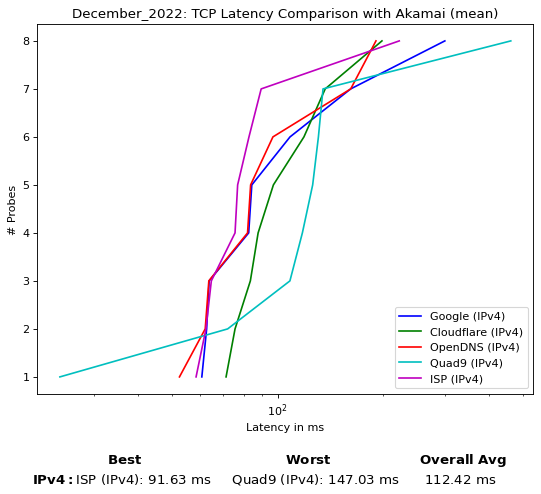 December_2022: TCP Latency Comparison with Akamai (mean)
8
7
6
5
4
3
2
1
# Probes
10²
Latency in ms
Google (IPv4)
Cloudflare (IPv4)
OpenDNS (IPv4)
Quad9 (IPv4)
ISP (IPv4)
Best Worst Overall Avg
IPv4: ISP (IPv4): 91.63 ms Quad9 (IPv4): 147.03 ms 112.42 ms